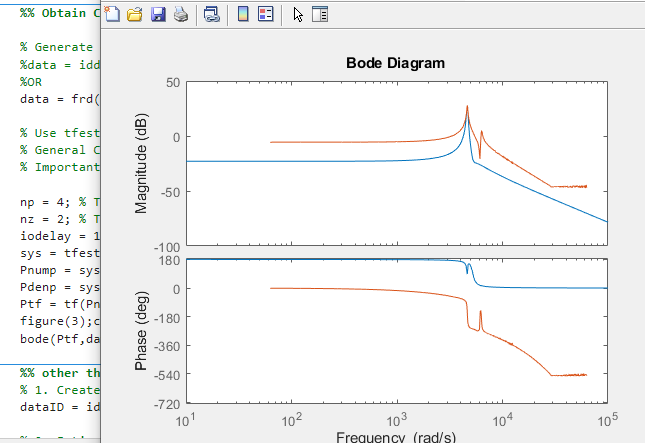 %% Obtain C
% Generate
%data = idd
%OR
data = frd(
% Use tfest
% General C
% Important
np = 4; % T
nz = 2; % T
iodelay = 1
sys = tfest
Pnump = sys
Pdenp = sys
Ptf = tf(Pn
figure(3);c
bode(Ptf,da
%% other th
% 1. Create
dataID = id
Bode Diagram
Magnitude (dB)
50
0
-50
-100
Phase (deg)
180
0
-180
-360
-540
-720
10^1
10^2
10^3
10^4
10^5
Frequency (rad/s)